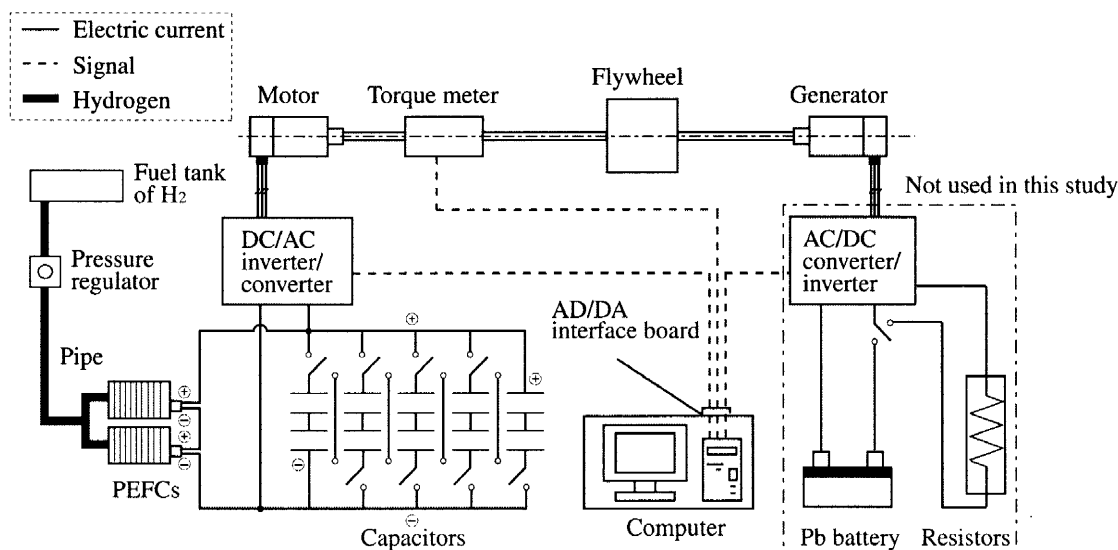 Electric current
Signal
Hydrogen
Motor
Torque meter
Flywheel
Generator
Fuel tank
of H2
Not used in this study
Pressure
regulator
DC/AC
inverter/
converter
AC/DC
converter/
inverter
AD/DA
interface board
Pipe
⊕
⊕
⊕
⊖
⊕
⊖
⊖
PEFCs
⊖
Capacitors
Computer
Pb battery
Resistors